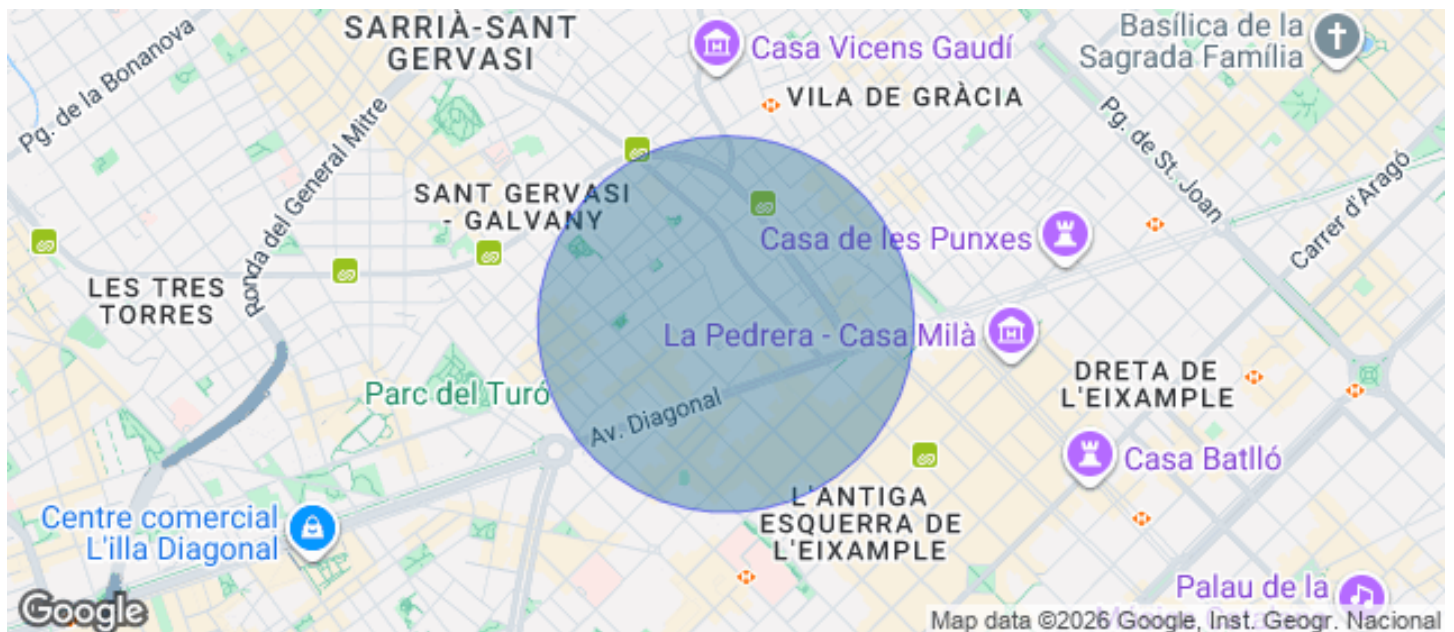 SARRIÀ-SANT
GERVASI
Casa Vicens Gaudí
Basílica de la
Sagrada Família
Pg. de la Bonanova
VILA DE GRÀCIA
Ronda del General Mitre
Pg. de St. Joan
Carrer d'Aragó
SANT GERVASI
- GALVANY
Casa de les Punxes
LES TRES
TORRES
La Pedrera - Casa Milà
DRETA DE
L'EIXAMPLE
Parc del Turó
Av. Diagonal
Casa Batlló
L'ANTIGA
ESQUERRA DE
L'EIXAMPLE
Centre comercial
L'illa Diagonal
Palau de la
Google
Map data ©2026 Google, Inst. Geogr. Nacional